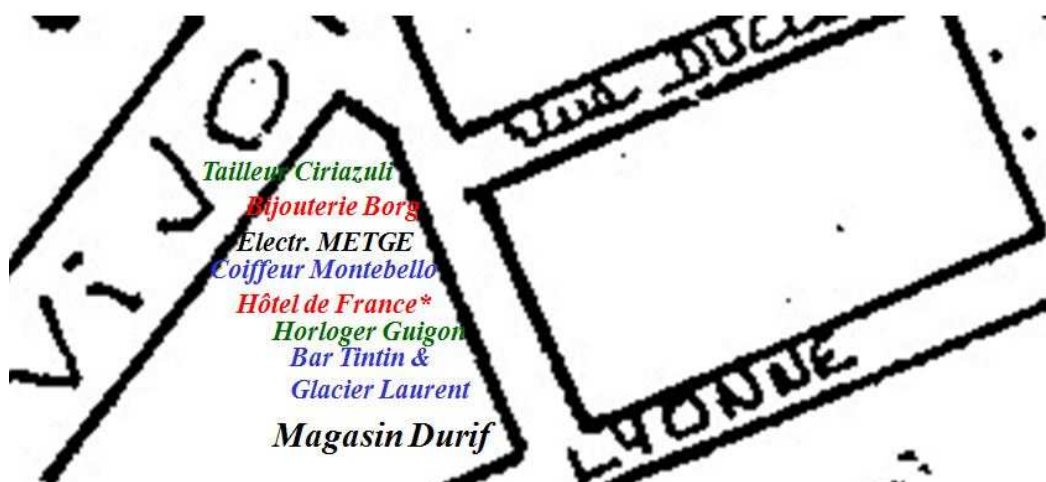 Tailleur Ciriazuli
Bijouterie Borg
Electr. METGE
Coiffeur Montebello
Hôtel de France*
Horloger Guigon
Bar Tintin &
Glacier Laurent
Magasin Durif
LYONNE